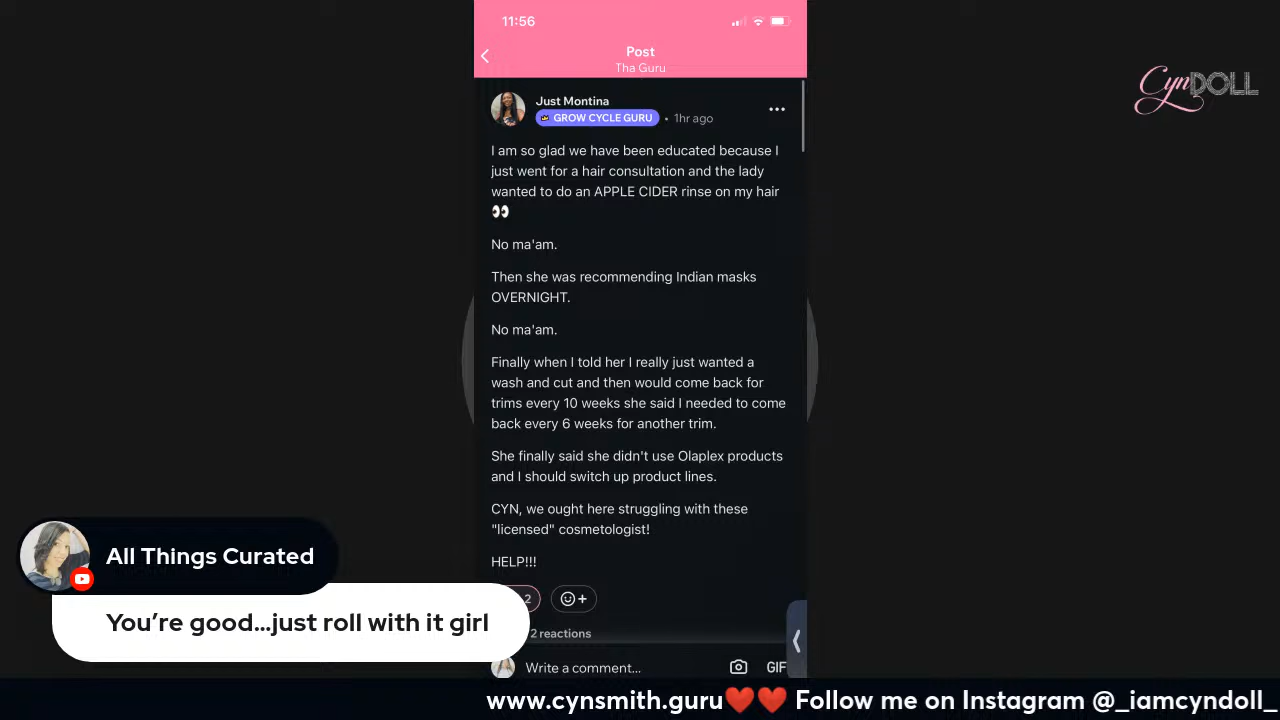 11:56
Post
Tha Guru
CynDOLL
Just Montina
GROW CYCLE GURU • 1hr ago
I am so glad we have been educated because I
just went for a hair consultation and the lady
wanted to do an APPLE CIDER rinse on my hair
👀
No ma'am.
Then she was recommending Indian masks
OVERNIGHT.
No ma'am.
Finally when I told her I really just wanted a
wash and cut and then would come back for
trims every 10 weeks she said I needed to come
back every 6 weeks for another trim.
She finally said she didn't use Olaplex products
and I should switch up product lines.
CYN, we ought here struggling with these
"licensed" cosmetologist!
HELP!!!
2
2 reactions
Write a comment...
GIF
All Things Curated
You're good...just roll with it girl
www.cynsmith.guru❤️❤️ Follow me on Instagram @_iamcyndoll_